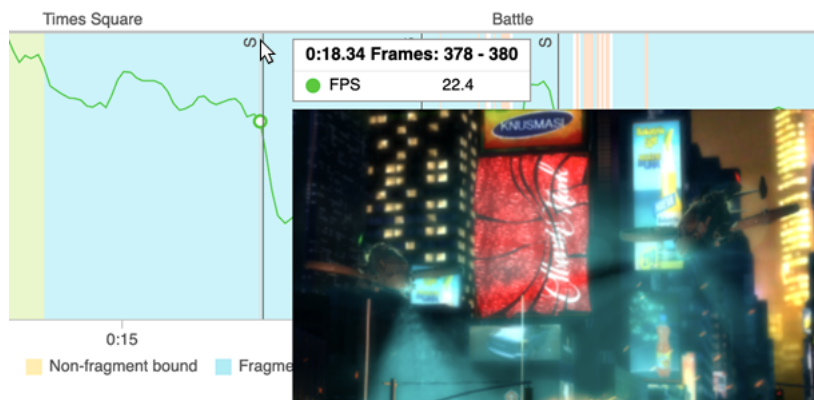 Times Square
Battle
S
S
0:18.34 Frames: 378 - 380
FPS
22.4
KNUSMASI
0:15
Non-fragment bound
Fragme